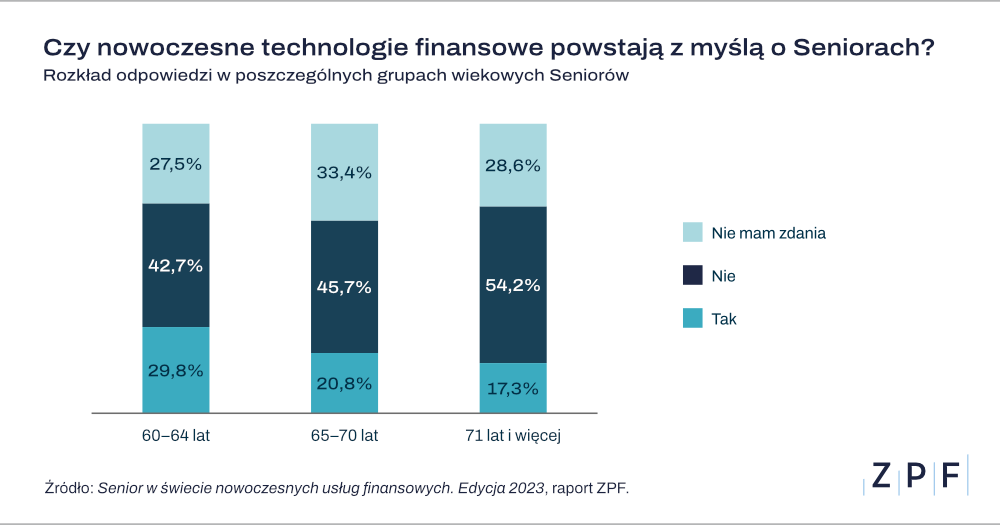 Czy nowoczesne technologie finansowe powstają z myślą o Seniorach?
Rozkład odpowiedzi w poszczególnych grupach wiekowych Seniorów
27,5%
33,4%
28,6%
42,7%
45,7%
54,2%
29,8%
20,8%
17,3%
60–64 lat
65–70 lat
71 lat i więcej
Nie mam zdania
Nie
Tak
Źródło: Senior w świecie nowoczesnych usług finansowych. Edycja 2023, raport ZPF.
ZPF